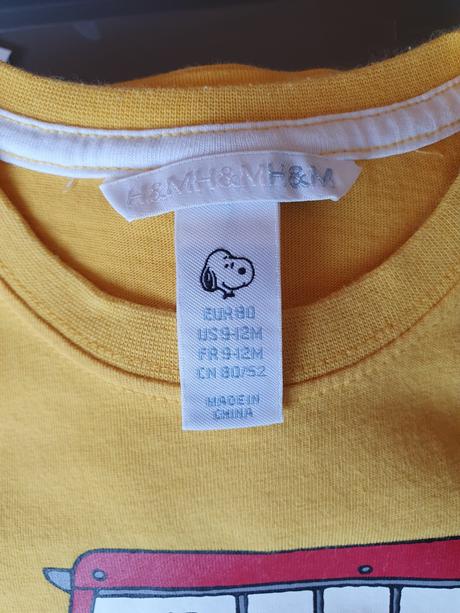 H&MH&MH&M
EUR 80
US 9-12M
FR 9-12M
CN 80/52
MADE IN
CHINA